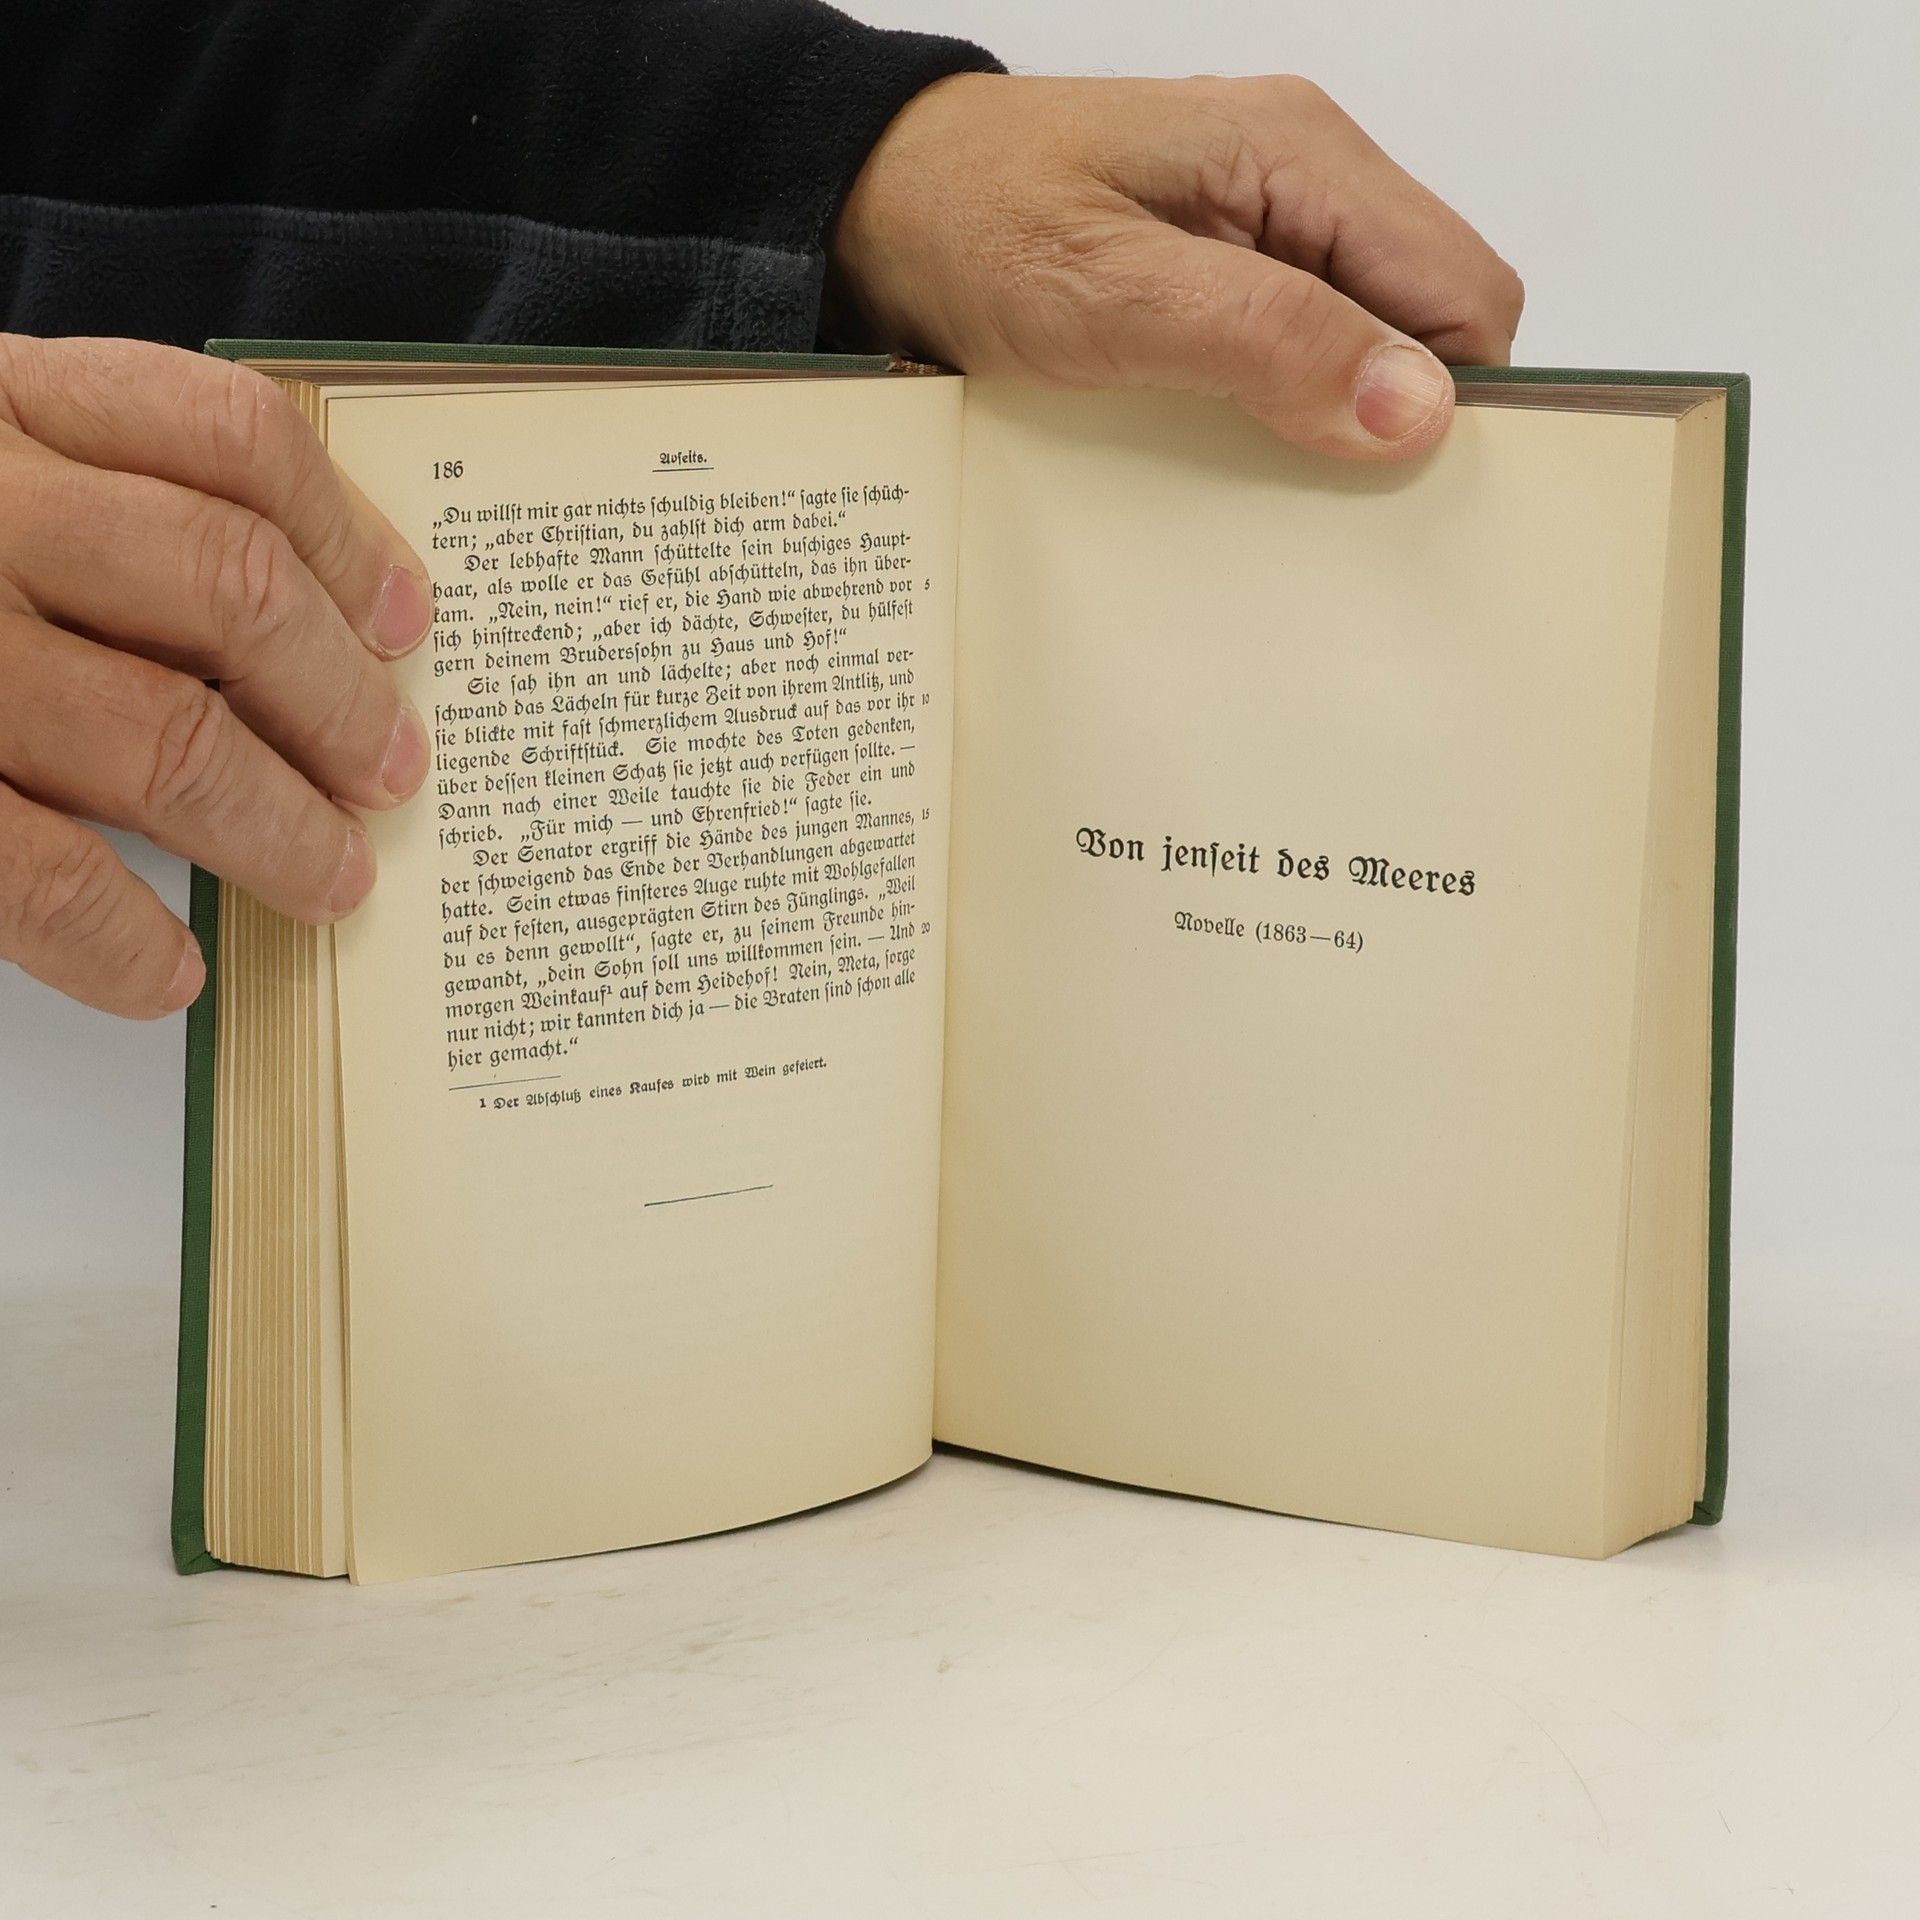 186
Abseits.
„Du willst mir gar nichts schuldig bleiben!“ sagte sie schüch-
tern; „aber Christian, du zahlst dich arm dabei.“
Der lebhafte Mann schüttelte sein buschiges Haupt-
haar, als wolle er das Gefühl abschütteln, das ihn über-
kam. „Nein, nein!“ rief er, die Hand wie abwehrend vor 5
sich hinstreckend; „aber ich dächte, Schwester, du hülfest
gern deinem Brudersohn zu Haus und Hof!“
Sie sah ihn an und lächelte; aber noch einmal ver-
schwand das Lächeln für kurze Zeit von ihrem Antlitz, und
sie blickte mit fast schmerzlichem Ausdruck auf das vor ihr 10
liegende Schriftstück. Sie mochte des Toten gedenken,
über dessen kleinen Schatz sie jetzt auch verfügen sollte. —
Dann nach einer Weile tauchte sie die Feder ein und
schrieb. „Für mich — und Ehrenfried!“ sagte sie.
Der Senator ergriff die Hände des jungen Mannes, 15
der schweigend das Ende der Verhandlungen abgewartet
hatte. Sein etwas finsteres Auge ruhte mit Wohlgefallen
auf der festen, ausgeprägten Stirn des Jünglings. „Weil
du es denn gewollt“, sagte er, zu seinem Freunde hin-
gewandt, „dein Sohn soll uns willkommen sein. — Und 20
morgen Weinkauf¹ auf dem Heidehof! Nein, Meta, sorge
nur nicht; wir kannten dich ja — die Braten sind schon alle
hier gemacht.“
1 Der Abschluß eines Kaufes wird mit Wein gefeiert.
Von jenseit des Meeres
Novelle (1863—64)